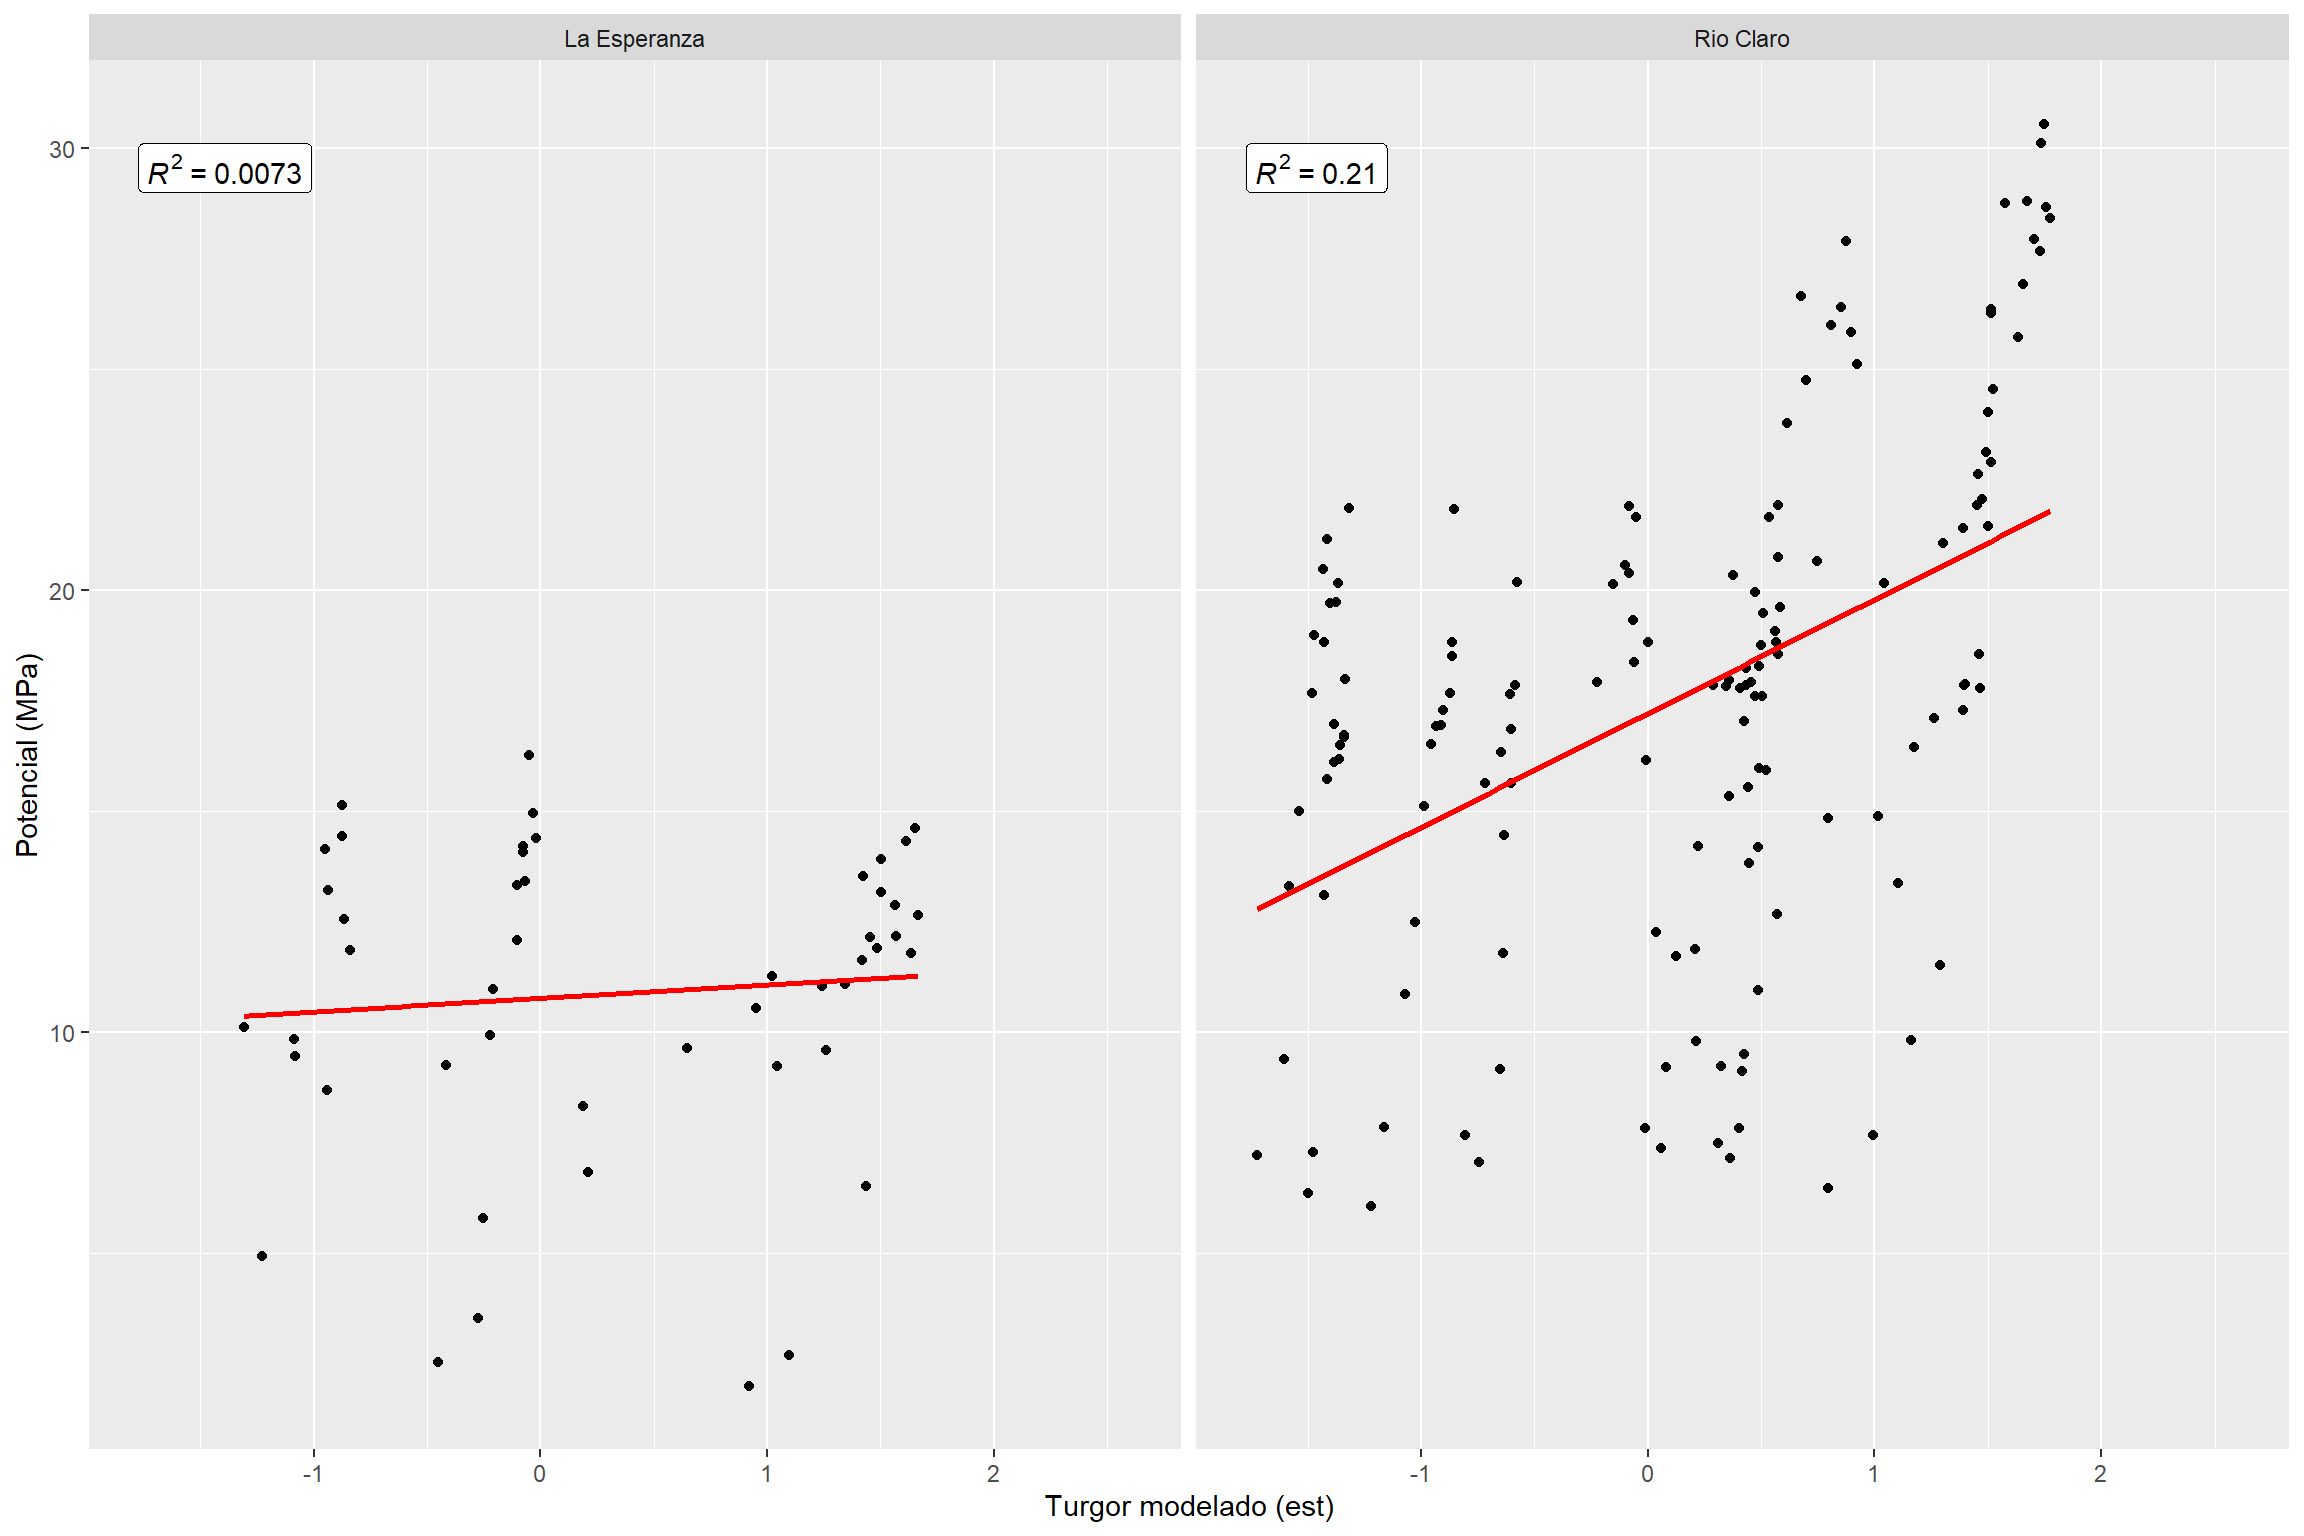 La Esperanza
Rio Claro
R² = 0.0073
R² = 0.21
30
20
10
Potencial (MPa)
-1 0 1 2
-1 0 1 2
Turgor modelado (est)